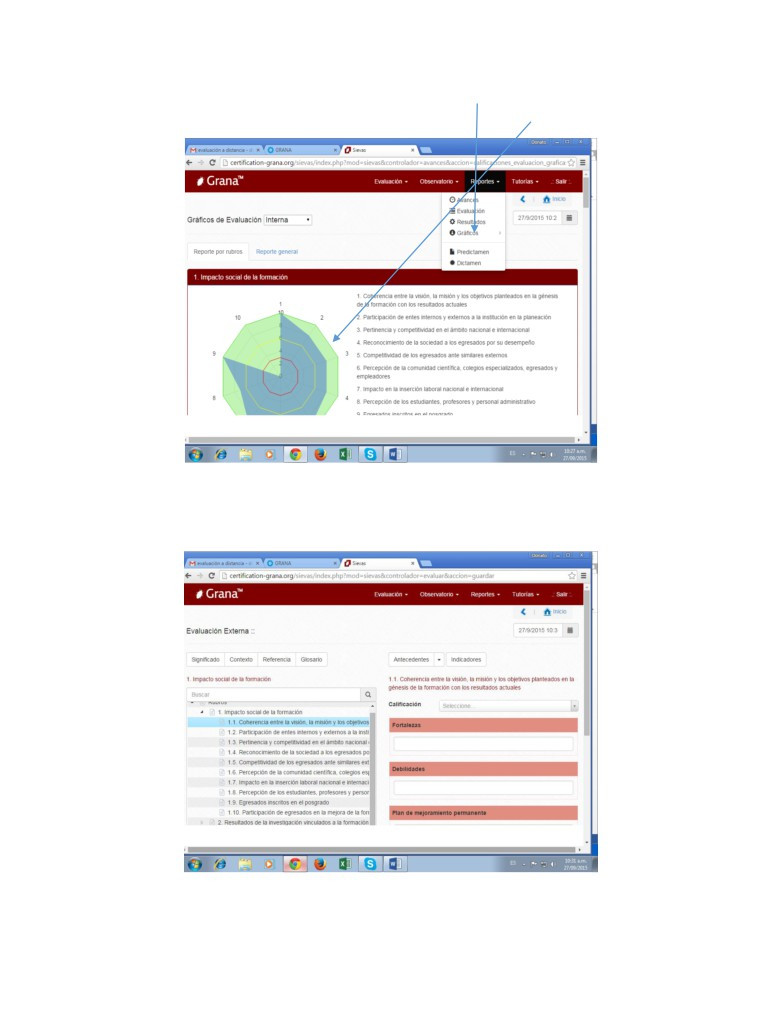 evaluación a distancia -
GRANA
Sievas
certification-grana.org/sievas/index.php?mod=sievas&controlador=avances&accion=calificaciones_evaluacion_grafica
Grana™
Evaluación
Observatorio
Reportes
Tutorías
.: Salir :.
Avances
Evaluación
Resultados
Gráficos
Predictamen
Dictamen
Inicio
Gráficos de Evaluación Interna
27/9/2015 10:2
Reporte por rubros
Reporte general
1. Impacto social de la formación
1
2
3
4
8
9
10
10
1. Coherencia entre la visión, la misión y los objetivos planteados en la génesis
de la formación con los resultados actuales
2. Participación de entes internos y externos a la institución en la planeación
3. Pertinencia y competitividad en el ámbito nacional e internacional
4. Reconocimiento de la sociedad a los egresados por su desempeño
5. Competitividad de los egresados ante similares externos
6. Percepción de la comunidad científica, colegios especializados, egresados y
empleadores
7. Impacto en la inserción laboral nacional e internacional
8. Percepción de los estudiantes, profesores y personal administrativo
9. Egresados inscritos en el posgrado
ES
10:27 a.m.
27/09/2015
evaluación a distancia -
GRANA
Sievas
certification-grana.org/sievas/index.php?mod=sievas&controlador=evaluar&accion=guardar
Grana™
Evaluación
Observatorio
Reportes
Tutorías
.: Salir :.
Inicio
Evaluación Externa ::
27/9/2015 10:3
Significado
Contexto
Referencia
Glosario
Antecedentes
Indicadores
1. Impacto social de la formación
Buscar
Rubros
1. Impacto social de la formación
1.1. Coherencia entre la visión, la misión y los objetivos
1.2. Participación de entes internos y externos a la insti
1.3. Pertinencia y competitividad en el ámbito nacional
1.4. Reconocimiento de la sociedad a los egresados po
1.5. Competitividad de los egresados ante similares ext
1.6. Percepción de la comunidad científica, colegios esp
1.7. Impacto en la inserción laboral nacional e internaci
1.8. Percepción de los estudiantes, profesores y person
1.9. Egresados inscritos en el posgrado
1.10. Participación de egresados en la mejora de la for
2. Resultados de la investigación vinculados a la formación
1.1. Coherencia entre la visión, la misión y los objetivos planteados en la
génesis de la formación con los resultados actuales
Calificación
Seleccione...
Fortalezas
Debilidades
Plan de mejoramiento permanente
ES
10:31 a.m.
27/09/2015